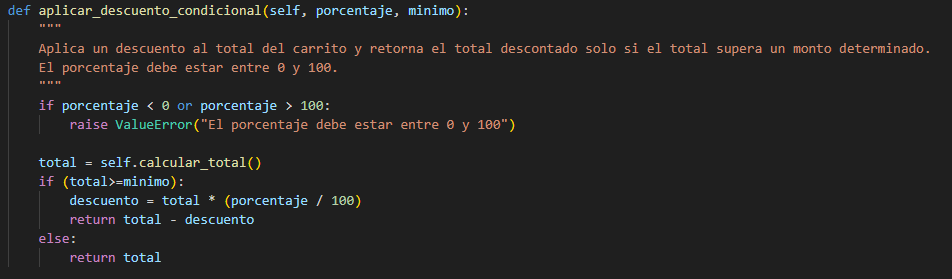 def aplicar_descuento_condicional(self, porcentaje, minimo):
    """
    Aplica un descuento al total del carrito y retorna el total descontado solo si el total supera un monto determinado.
    El porcentaje debe estar entre 0 y 100.
    """
    if porcentaje < 0 or porcentaje > 100:
        raise ValueError("El porcentaje debe estar entre 0 y 100")

    total = self.calcular_total()
    if (total>=minimo):
        descuento = total * (porcentaje / 100)
        return total - descuento
    else:
        return total